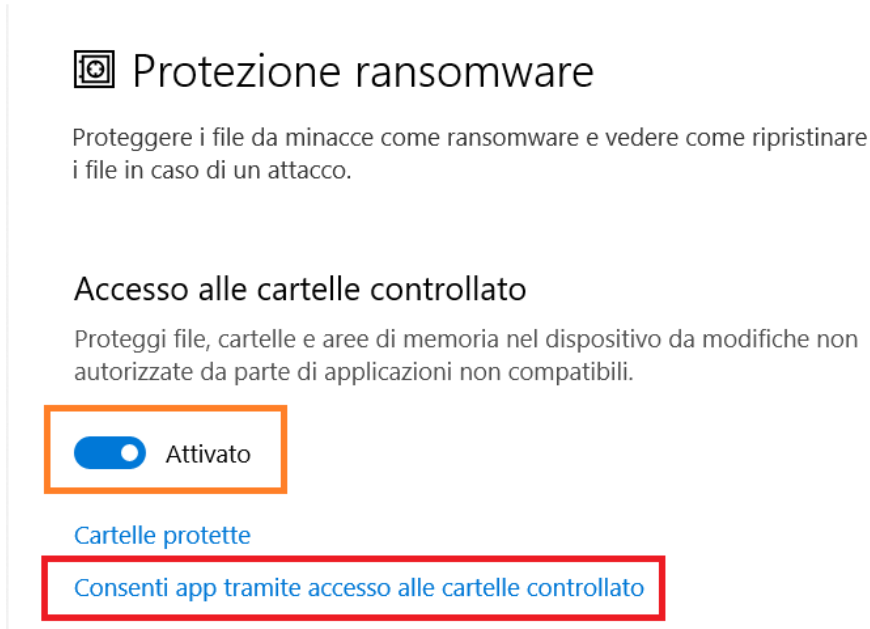 Protezione ransomware
Proteggere i file da minacce come ransomware e vedere come ripristinare
i file in caso di un attacco.
Accesso alle cartelle controllato
Proteggi file, cartelle e aree di memoria nel dispositivo da modifiche non
autorizzate da parte di applicazioni non compatibili.
Attivato
Cartelle protette
Consenti app tramite accesso alle cartelle controllato